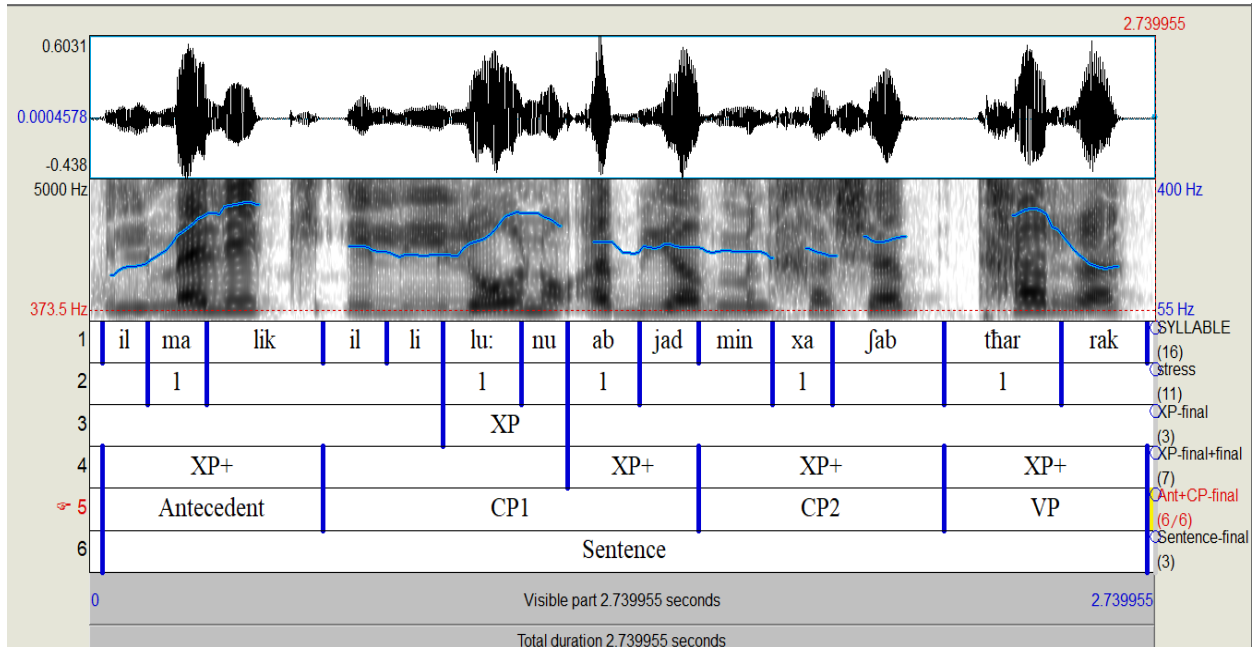 2.739955
0.6031
0.0004578
-0.438
5000 Hz 400 Hz
373.5 Hz 55 Hz
1 il ma lik il li lu: nu ab jad min xa ʃab tħar rak SYLLABLE (16)
2 1 1 1 1 1 stress (11)
3 XP XP-final (3)
4 XP+ XP+ XP+ XP+ XP-final+final (7)
5 Antecedent CP1 CP2 VP Ant+CP-final (6/6)
6 Sentence Sentence-final (3)
0 Visible part 2.739955 seconds 2.739955
Total duration 2.739955 seconds